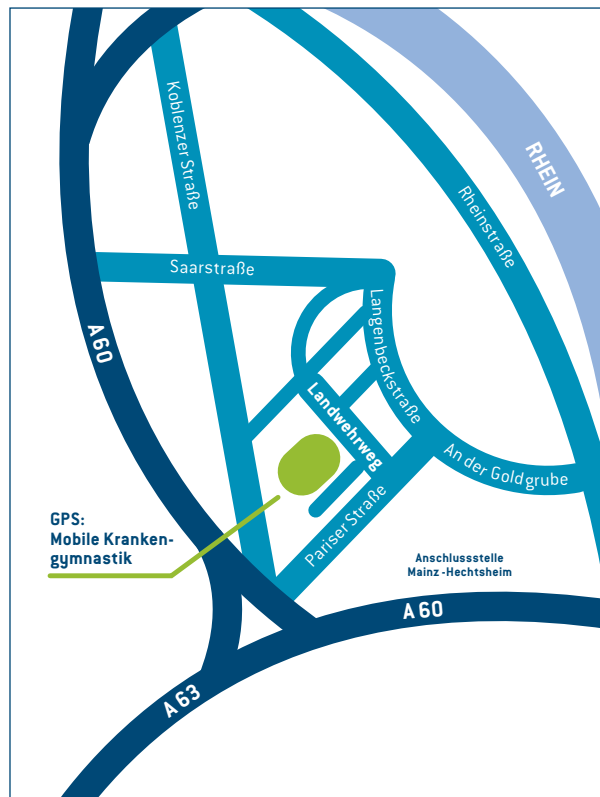 Koblenzer Straße
RHEIN
Rheinstraße
Saarstraße
Langenbeckstraße
A 60
Landwehrweg
An der Goldgrube
GPS:
Mobile Kranken-
gymnastik
Pariser Straße
Anschlussstelle
Mainz-Hechtsheim
A 60
A 63